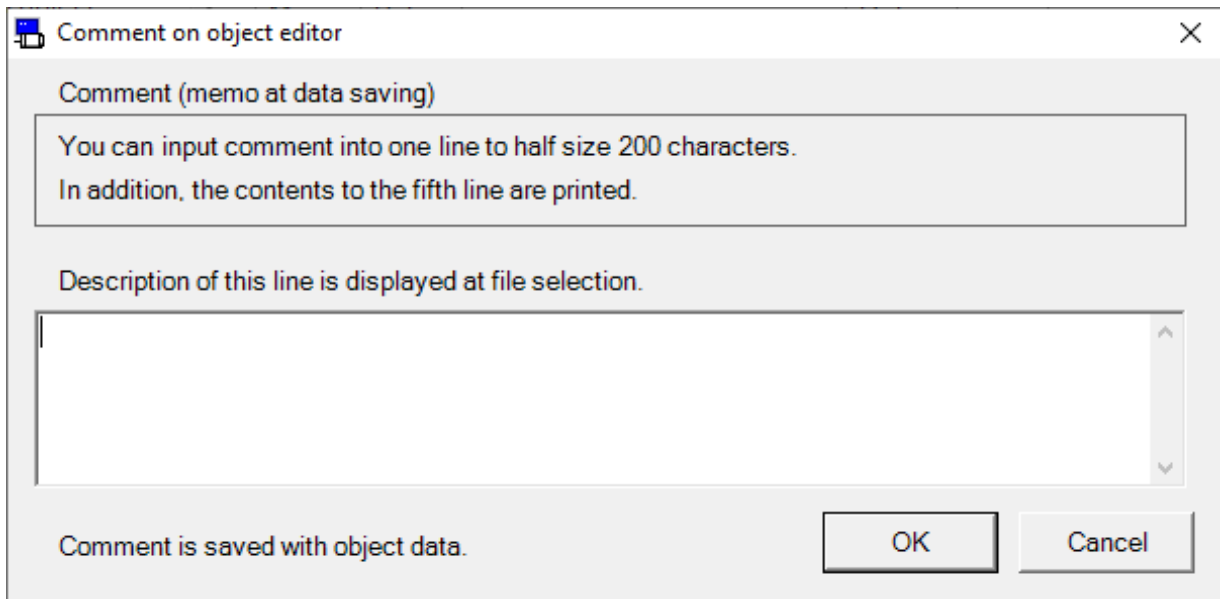 Comment on object editor
Comment (memo at data saving)
You can input comment into one line to half size 200 characters.
In addition, the contents to the fifth line are printed.
Description of this line is displayed at file selection.
Comment is saved with object data.
OK
Cancel